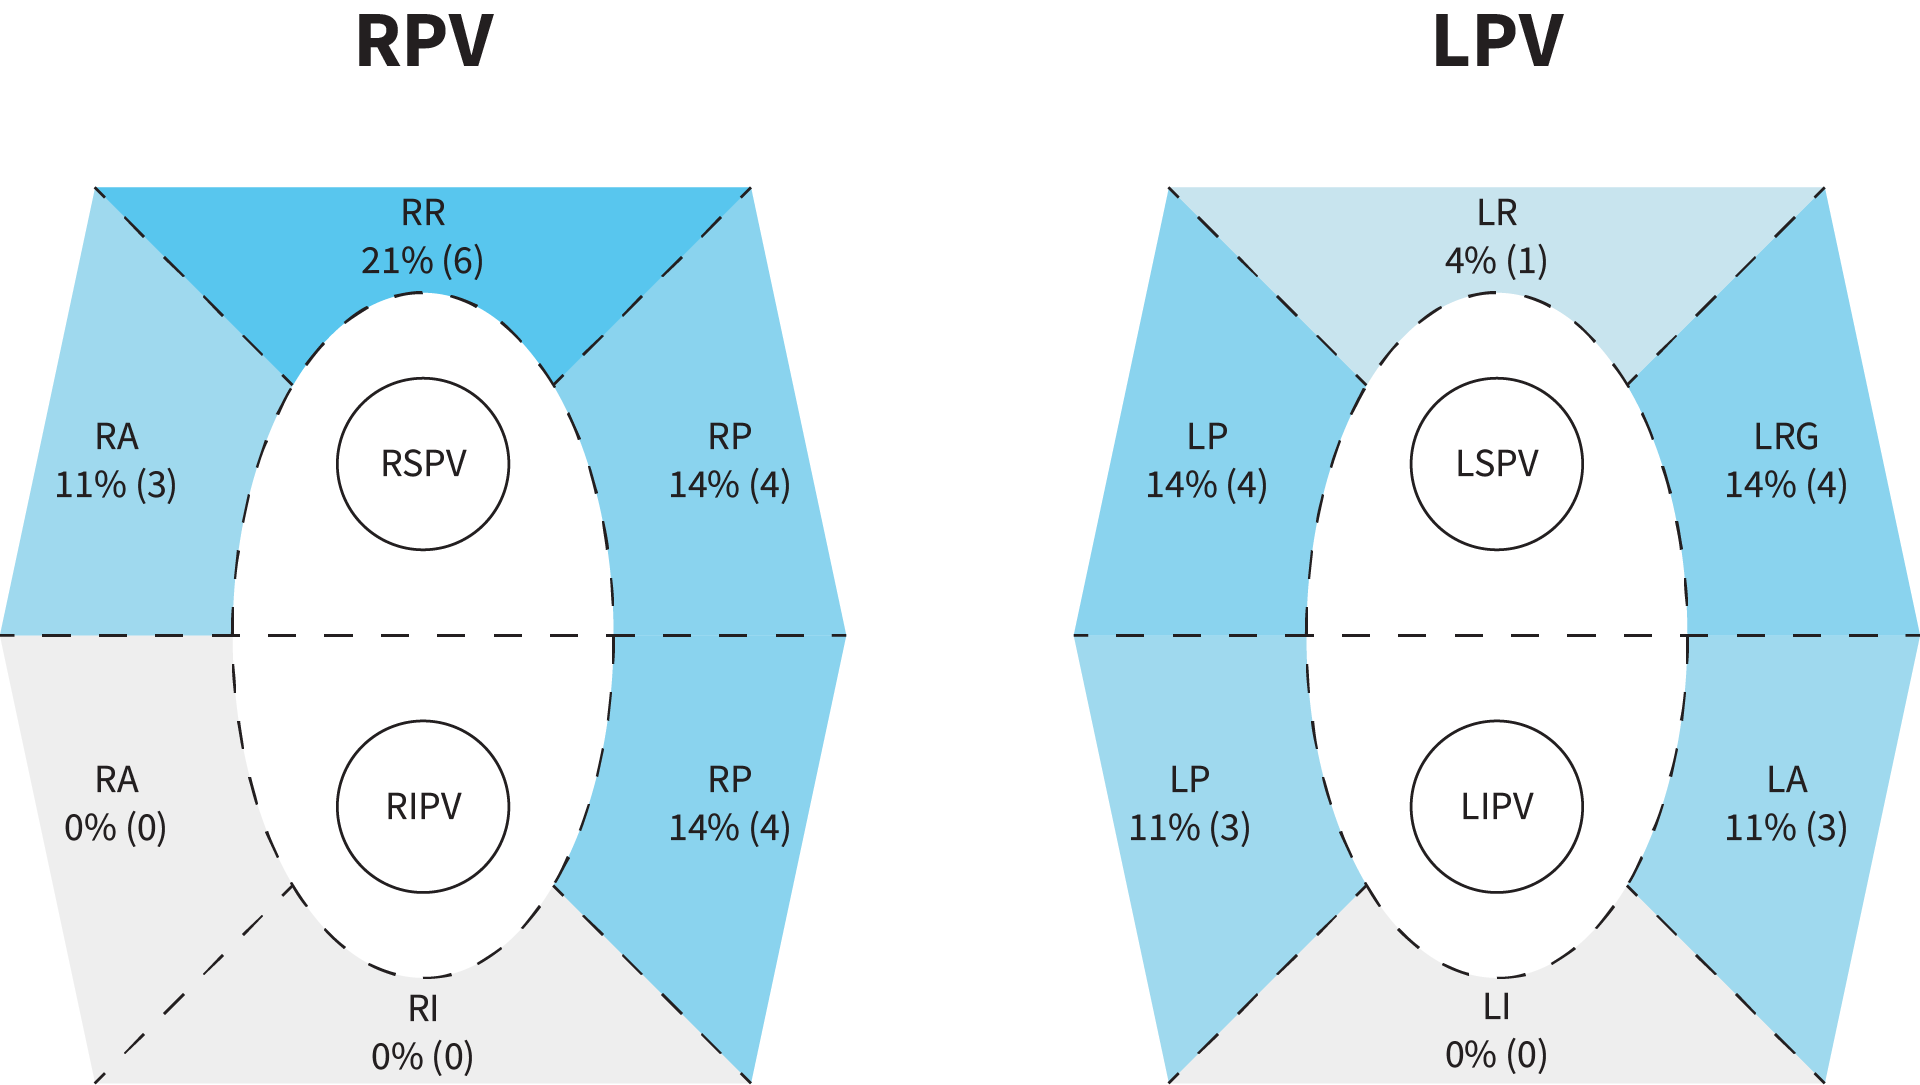 RPV
RR
21% (6)
RA
11% (3)
RSPV
RP
14% (4)
RA
0% (0)
RIPV
RP
14% (4)
RI
0% (0)
LPV
LR
4% (1)
LP
14% (4)
LSPV
LRG
14% (4)
LP
11% (3)
LIPV
LA
11% (3)
LI
0% (0)